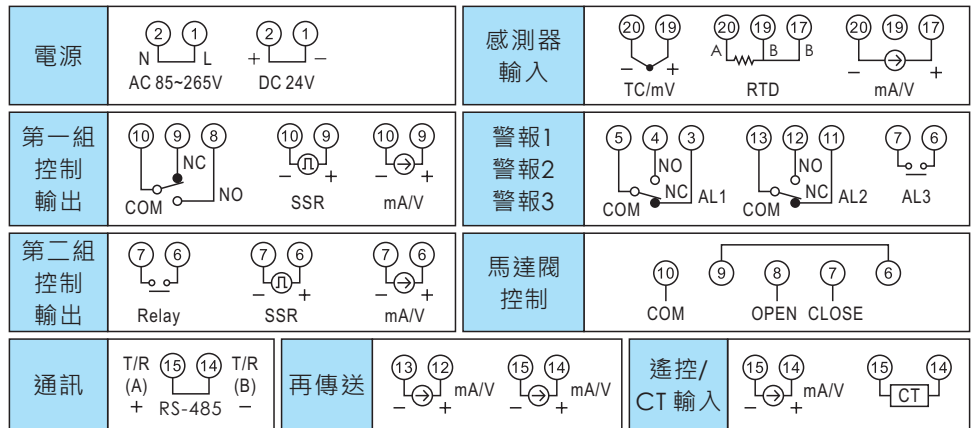 電源
② ① ② ①
N L + −
AC 85~265V DC 24V
感測器
輸入
⑳ ⑲ ⑳ ⑲ ⑰ ⑳ ⑲ ⑰
A B B
− + − +
TC/mV RTD mA/V
第一組
控制
輸出
⑩ ⑨ ⑧ ⑩ ⑨ ⑩ ⑨
NC
− + − +
COM NO SSR mA/V
警報1
警報2
警報3
⑤ ④ ③ ⑬ ⑫ ⑪ ⑦ ⑥
NO NO
NC AL1 NC AL2 AL3
COM COM
第二組
控制
輸出
⑦ ⑥ ⑦ ⑥ ⑦ ⑥
− + − +
Relay SSR mA/V
馬達閥
控制
⑩ ⑨ ⑧ ⑦ ⑥
COM OPEN CLOSE
通訊
T/R ⑮ ⑭ T/R
(A) (B)
+ RS-485 −
再傳送
⑬ ⑫ ⑮ ⑭
mA/V mA/V
− + − +
遙控/
CT 輸入
⑮ ⑭ ⑮ ⑭
mA/V CT
− +